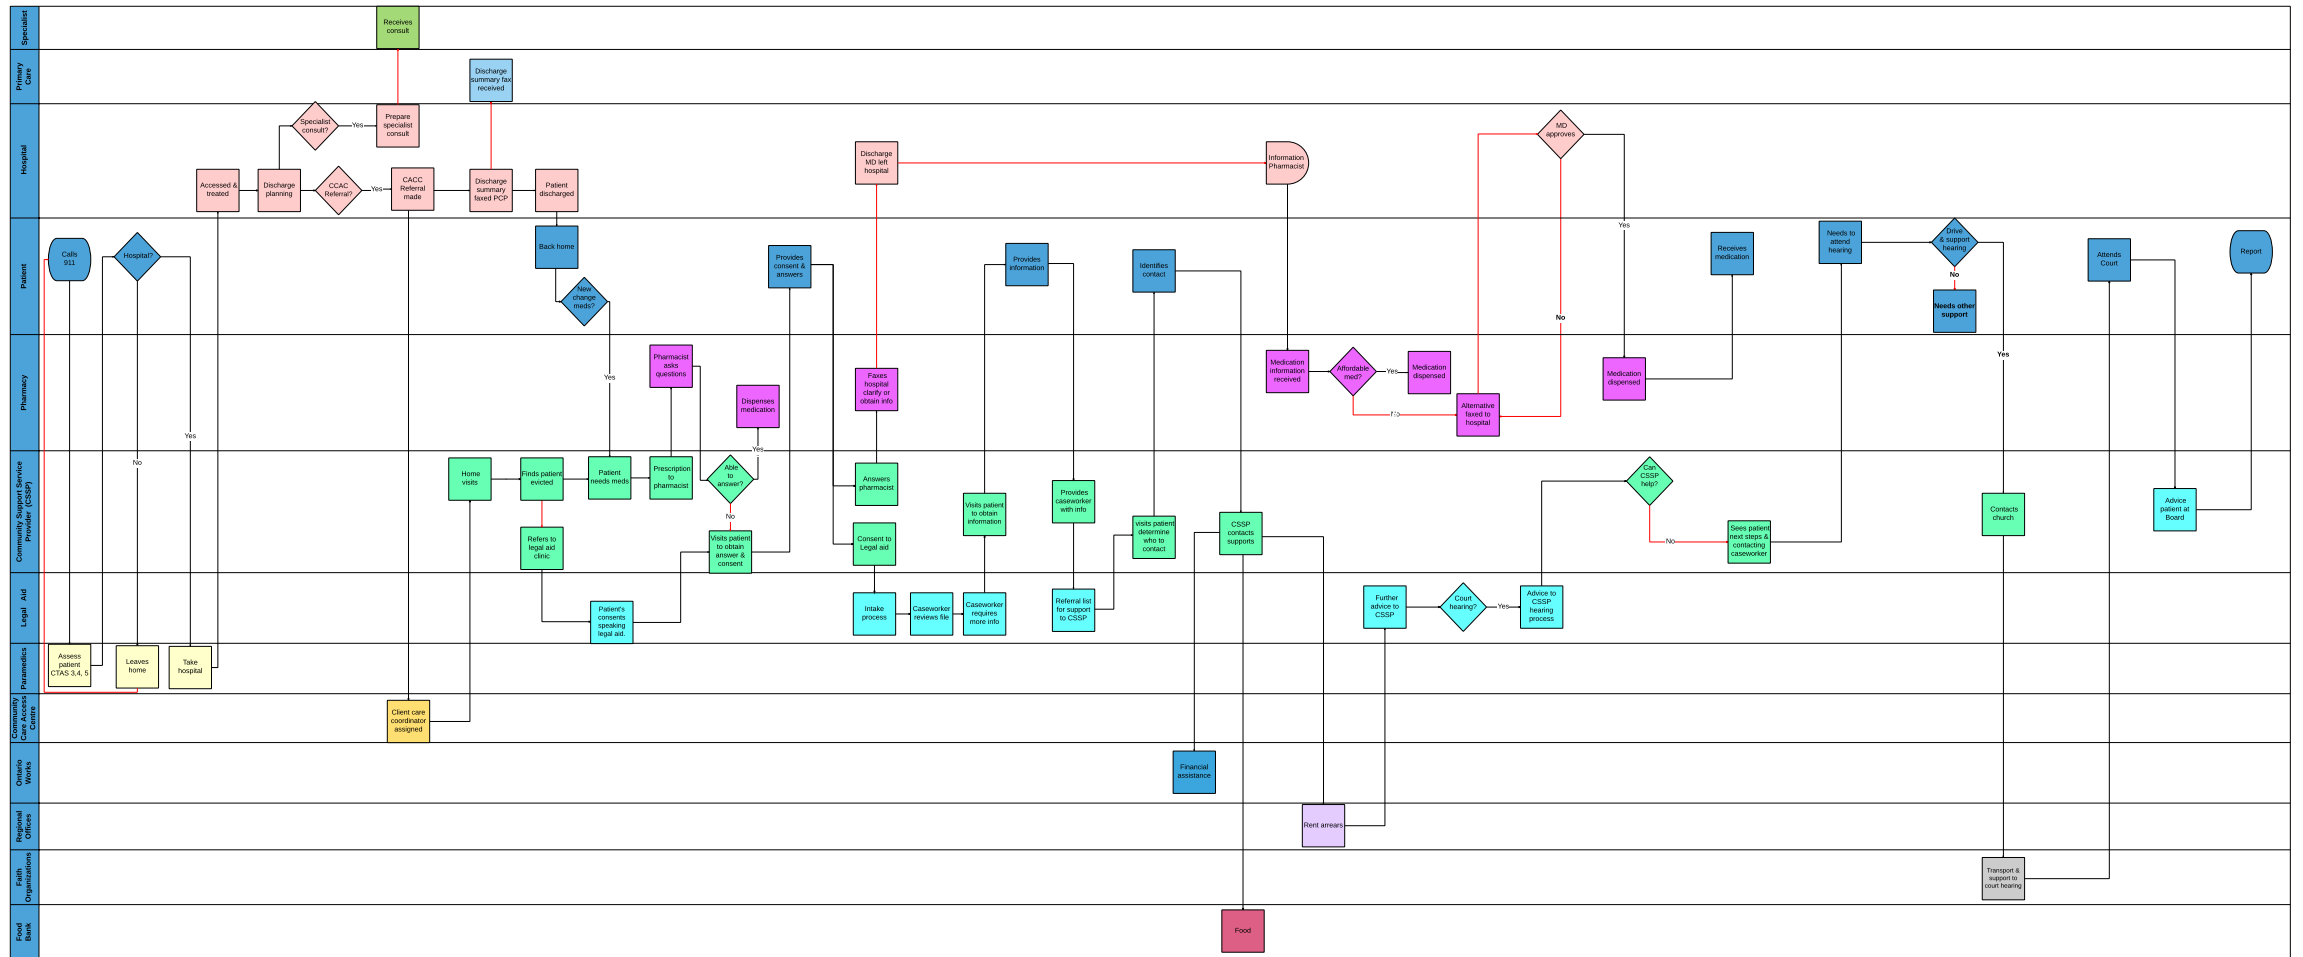 Specialist
Receives
consult
Primary
Care
Discharge
summary fax
received
Hospital
Specialist
consult?
Yes
Prepare
specialist
consult
Accessed &
treated
Discharge
planning
CCAC
Referral?
Yes
CACC
Referral
made
Discharge
summary
faxed PCP
Patient
discharged
Discharge
MD left
hospital
Information
Pharmacist
MD
approves
Patient
Calls
911
Hospital?
Back home
New
change
meds?
Provides
consent &
answers
Provides
information
Identifies
contact
No
Yes
Receives
medication
Needs to
attend
hearing
Drive
& support
hearing
No
Needs other
support
Attends
Court
Report
Pharmacy
Yes
No
Yes
Pharmacist
asks
questions
Dispenses
medication
Yes
Faxes
hospital
clarify or
obtain info
Medication
information
received
Affordable
med?
Yes
Medication
dispensed
No
Alternative
faxed to
hospital
Medication
dispensed
Yes
Community Support Service
Provider (CSSP)
Home
visits
Finds patient
evicted
Patient
needs meds
Prescription
to
pharmacist
Able
to
answer?
No
Refers to
legal aid
clinic
Visits patient
to obtain
answer &
consent
Answers
pharmacist
Consent to
Legal aid
Visits patient
to obtain
information
Provides
caseworker
with info
visits patient
determine
who to
contact
CSSP
contacts
supports
Can
CSSP
help?
No
Sees patient
next steps &
contacting
caseworker
Contacts
church
Advice
patient at
Board
Legal Aid
Patient's
consents
speaking
legal aid.
Intake
process
Caseworker
reviews file
Caseworker
requires
more info
Referral list
for support
to CSSP
Further
advice to
CSSP
Court
hearing?
Yes
Advice to
CSSP
hearing
process
Paramedics
Assess
patient
CTAS 3,4, 5
Leaves
home
Take
hospital
Community
Care Access
Centre
Client care
coordinator
assigned
Ontario
Works
Financial
assistance
Regional
Offices
Rent arrears
Faith
Organizations
Transport &
support to
court hearing
Food
Bank
Food